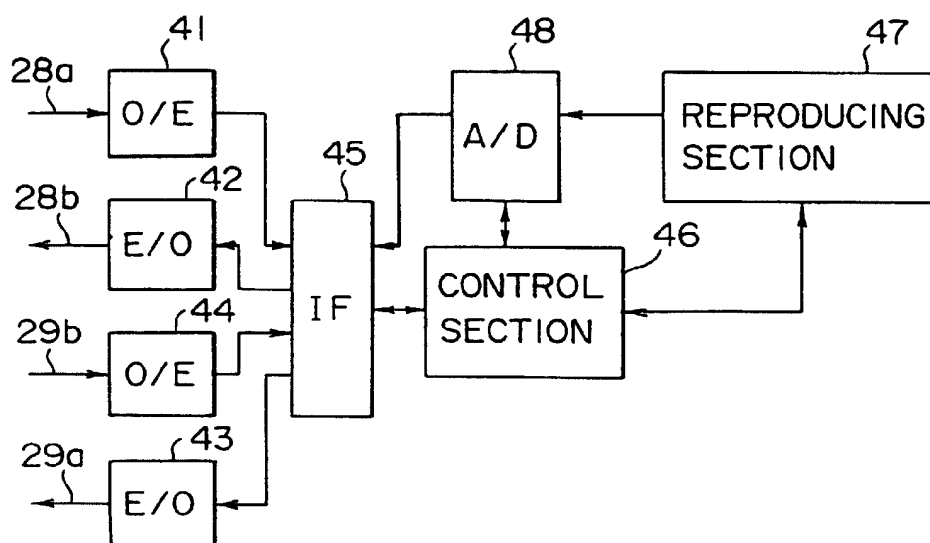 41
28a
O/E
42
28b
E/O
44
29b
O/E
43
29a
E/O
45
IF
48
A/D
47
REPRODUCING
SECTION
46
CONTROL
SECTION